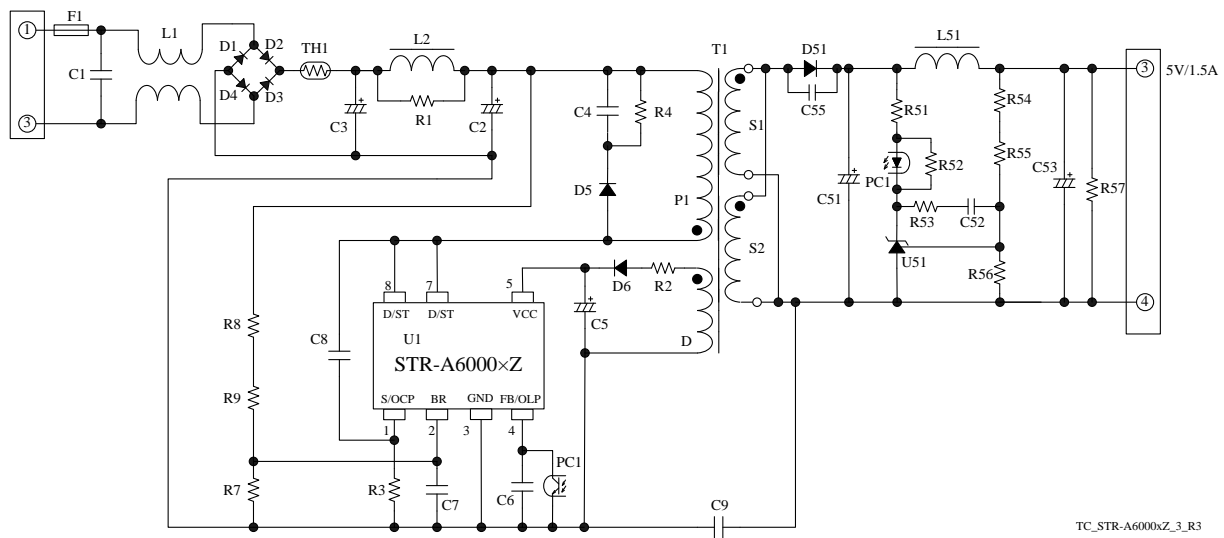 F1
L1
D1
D2
D4
D3
TH1
L2
R1
C1
C3
C2
C4
R4
D5
P1
T1
S1
S2
D
D51
C55
L51
C51
R51
PC1
R52
R53
C52
U51
R54
R55
R56
C53
R57
1
3
3
4
5V/1.5A
8
7
5
D/ST
D/ST
VCC
U1
STR-A6000×Z
S/OCP
BR
GND
FB/OLP
1
2
3
4
D6
R2
C5
C8
R8
R9
R7
R3
C7
C6
PC1
C9
TC_STR-A6000xZ_3_R3